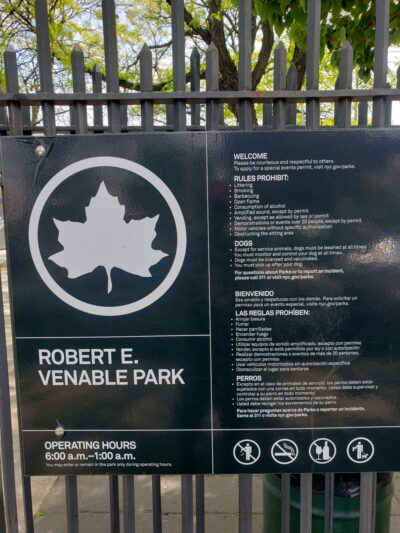 WELCOME
Please be courteous and respectful to others.
To apply for a special events permit, visit nyc.gov/parks.
RULES PROHIBIT:
• Littering
• Smoking
• Barbecuing
• Open flame
• Consumption of alcohol
• Amplified sound, except by permit
• Vending, except as allowed by law or permit
• Demonstrations or events over 20 people, except by permit
• Motor vehicles without specific authorization
• Obstructing the sitting area
DOGS
• Except for service animals, dogs must be leashed at all times.
You must monitor and control your dog at all times.
• Dogs must be licensed and vaccinated.
• You must pick up after your dog.
For questions about Parks or to report an incident,
please call 311 or visit nyc.gov/parks.
BIENVENIDO
Sea amable y respetuoso con los demás. Para solicitar un
permiso para un evento especial, visite nyc.gov/parks.
LAS REGLAS PROHÍBEN:
• Arrojar basura
• Fumar
• Hacer parrilladas
• Encender fuego
• Consumir alcohol
• Utilizar equipos de sonido amplificado, excepto con permiso
• Vender, excepto si está permitido por ley o con autorización
• Realizar demostraciones o eventos de más de 20 personas,
excepto con permiso
• Usar vehículos motorizados sin autorización específica
• Obstaculizar el lugar para sentarse
PERROS
• Excepto en el caso de animales de servicio, los perros deben estar
sujetados con una correa en todo momento. Usted debe supervisar y
controlar a su perro en todo momento.
• Los perros deben estar autorizados y vacunados.
• Usted debe recoger los excrementos de su perro.
Para hacer preguntas acerca de Parks o reportar un incidente,
llame al 311 o visite nyc.gov/parks.
ROBERT E.
VENABLE PARK
OPERATING HOURS
6:00 a.m.–1:00 a.m.
You may enter or remain in the park only during operating hours.